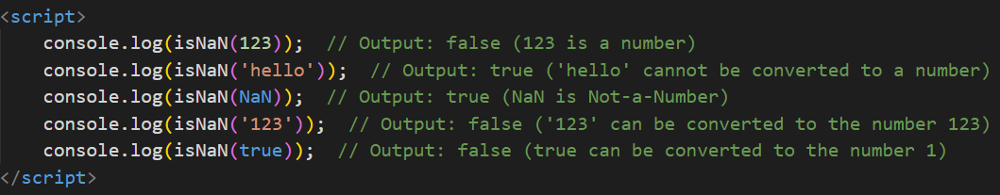 <script>
    console.log(isNaN(123));  // Output: false (123 is a number)
    console.log(isNaN('hello'));  // Output: true ('hello' cannot be converted to a number)
    console.log(isNaN(NaN));  // Output: true (NaN is Not-a-Number)
    console.log(isNaN('123'));  // Output: false ('123' can be converted to the number 123)
    console.log(isNaN(true));  // Output: false (true can be converted to the number 1)
</script>